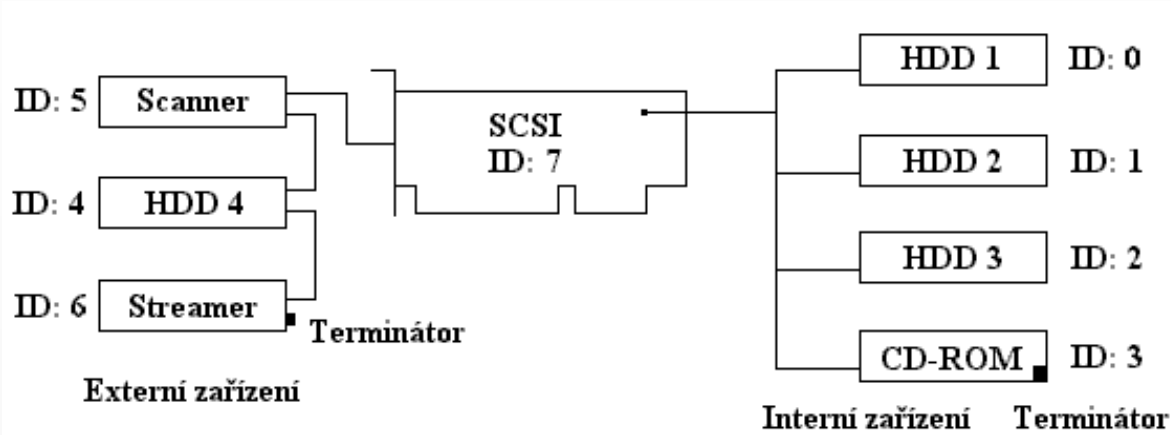 ID: 5
Scanner
ID: 4
HDD 4
ID: 6
Streamer
Terminátor
Externí zařízení
SCSI
ID: 7
HDD 1
ID: 0
HDD 2
ID: 1
HDD 3
ID: 2
CD-ROM
ID: 3
Interní zařízení
Terminátor